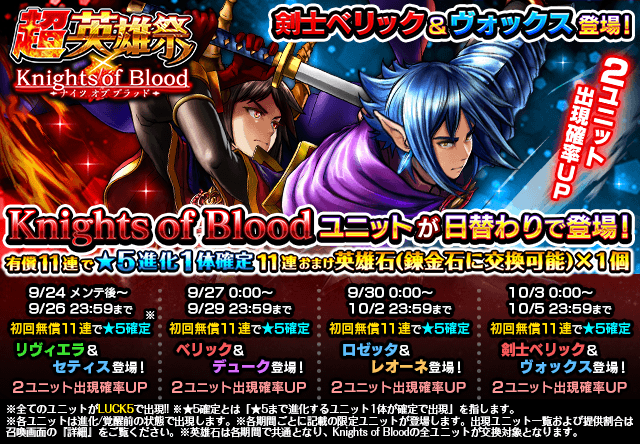 超英雄祭
Knights of Blood
ナイツ オブ ブラッド
剣士ベリック&ヴォックス登場!
2ユニット
出現確率UP
Knights of Blood ユニットが日替わりで登場!
有償11連で★5進化1体確定 11連おまけ英雄石(錬金石に交換可能)×1個
9/24 メンテ後~
9/26 23:59まで
※
初回無償11連で★5確定
リヴィエラ&
セティス登場!
2ユニット出現確率UP
9/27 0:00~
9/29 23:59まで
初回無償11連で★5確定
ベリック&
デューク登場!
2ユニット出現確率UP
9/30 0:00~
10/2 23:59まで
初回無償11連で★5確定
ロゼッタ&
レオーネ登場!
2ユニット出現確率UP
10/3 0:00~
10/5 23:59まで
初回無償11連で★5確定
剣士ベリック&
ヴォックス登場!
2ユニット出現確率UP
※全てのユニットがLUCK5で出現!! ※★5確定とは「★5まで進化するユニット1体が確定で出現」を指します。
※各ユニットは進化/覚醒前の状態で出現します。※各期間ごとに記載の限定ユニットが登場します。出現ユニット一覧および提供割合は
召喚画面の『詳細』をご覧ください。※英雄石は各期間で共通となり、Knights of Bloodの全ユニットが交換対象となります。